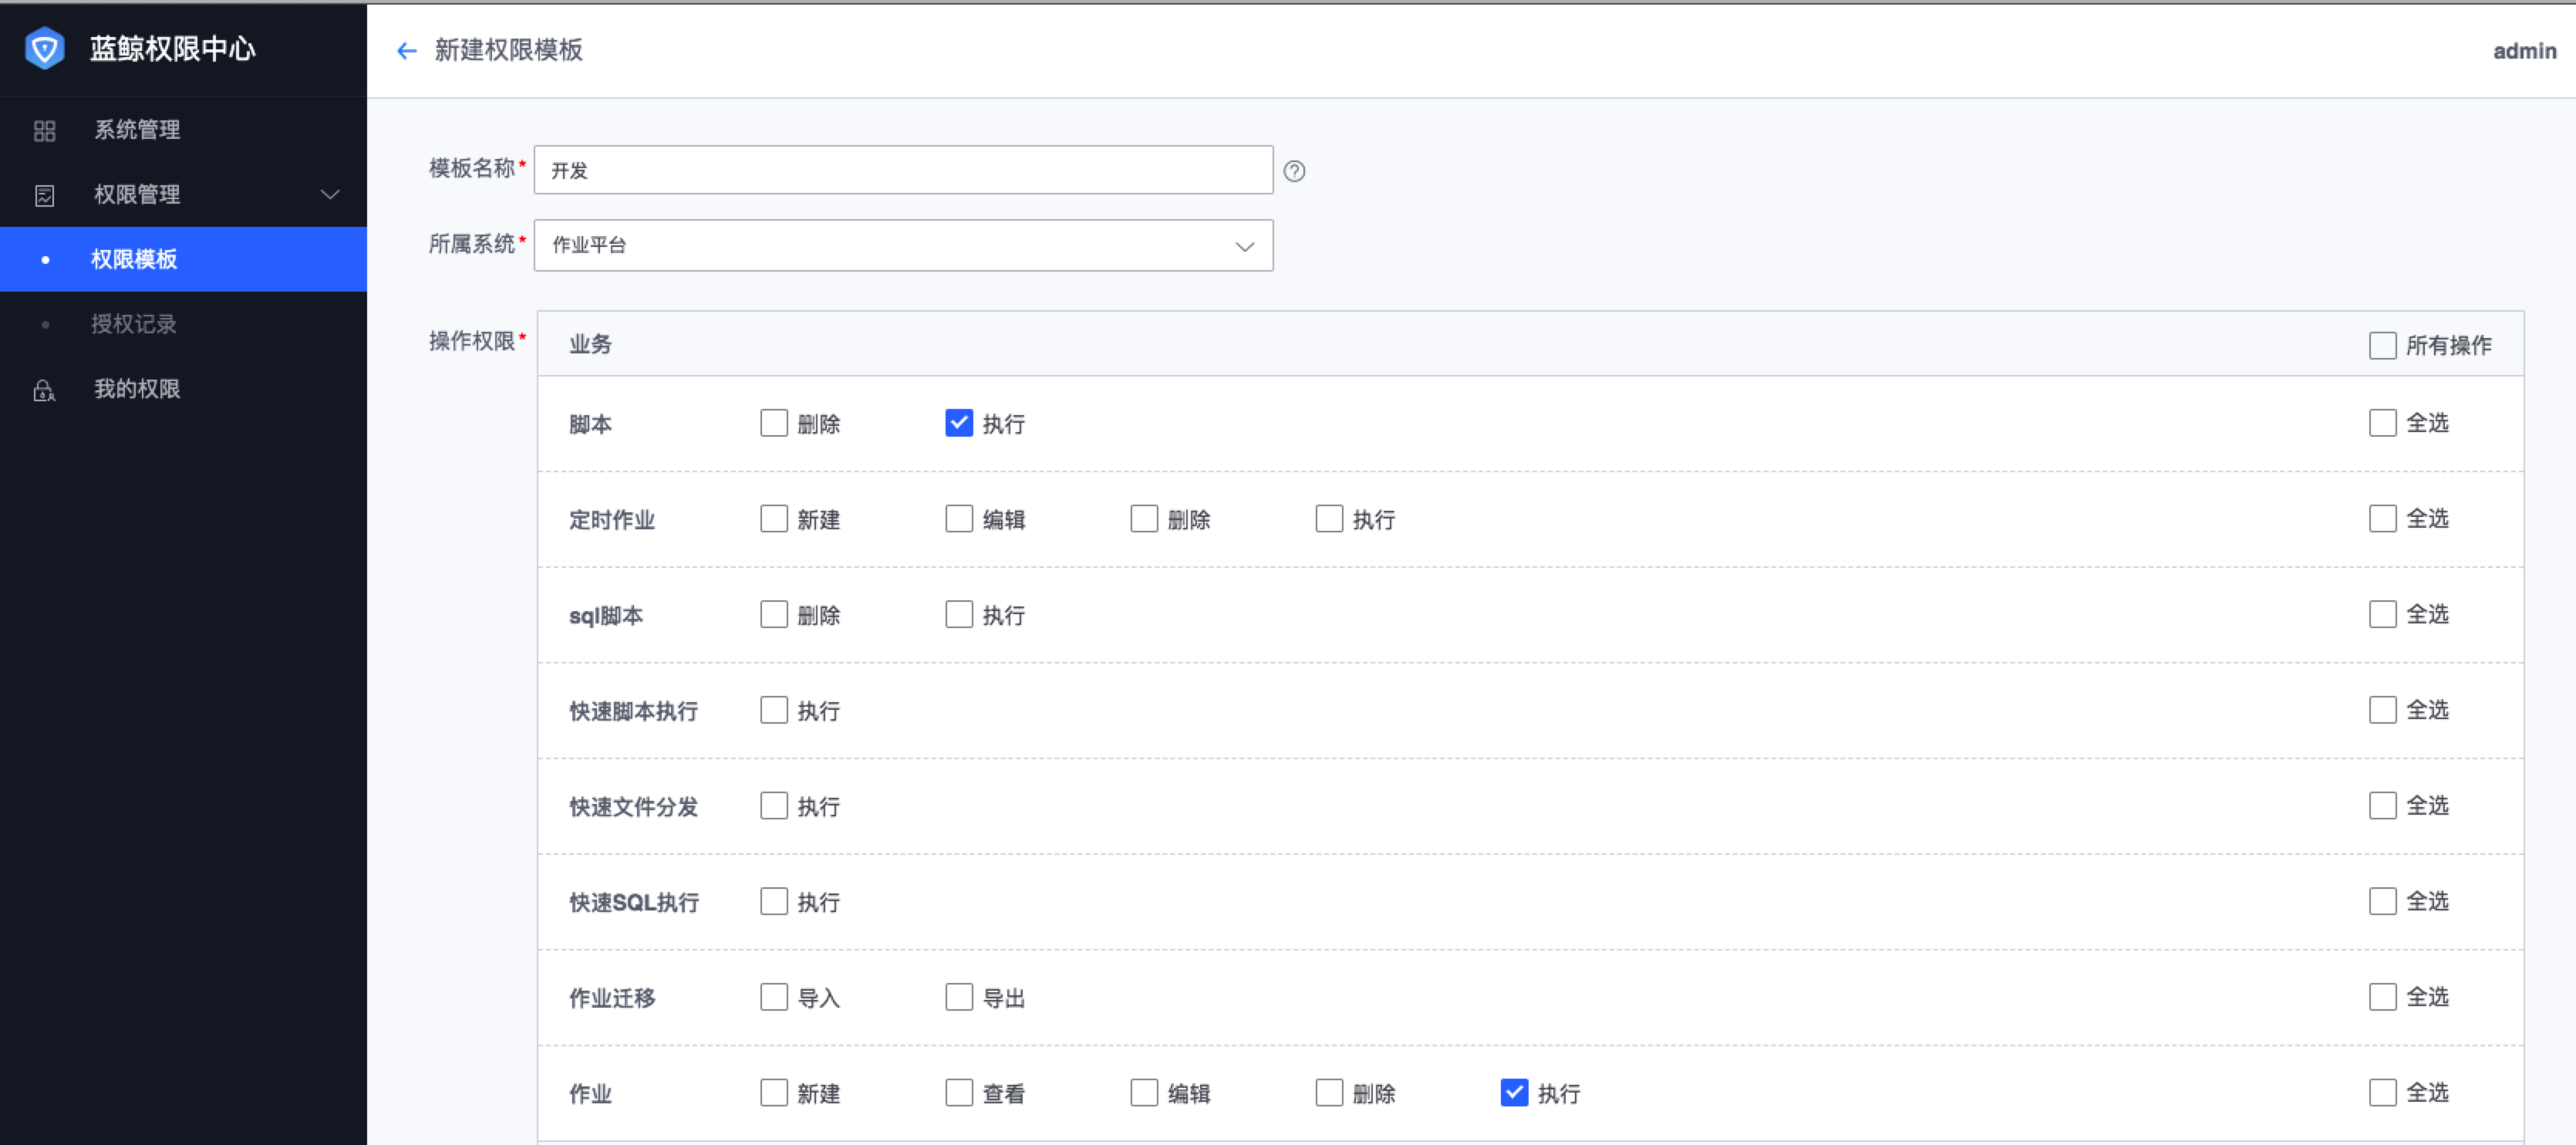 蓝鲸权限中心
新建权限模板
admin
系统管理
权限管理
权限模板
授权记录
我的权限
模板名称* 开发
所属系统* 作业平台
操作权限* 业务 所有操作
脚本 删除 执行 全选
定时作业 新建 编辑 删除 执行 全选
sql脚本 删除 执行 全选
快速脚本执行 执行 全选
快速文件分发 执行 全选
快速SQL执行 执行 全选
作业迁移 导入 导出 全选
作业 新建 查看 编辑 删除 执行 全选